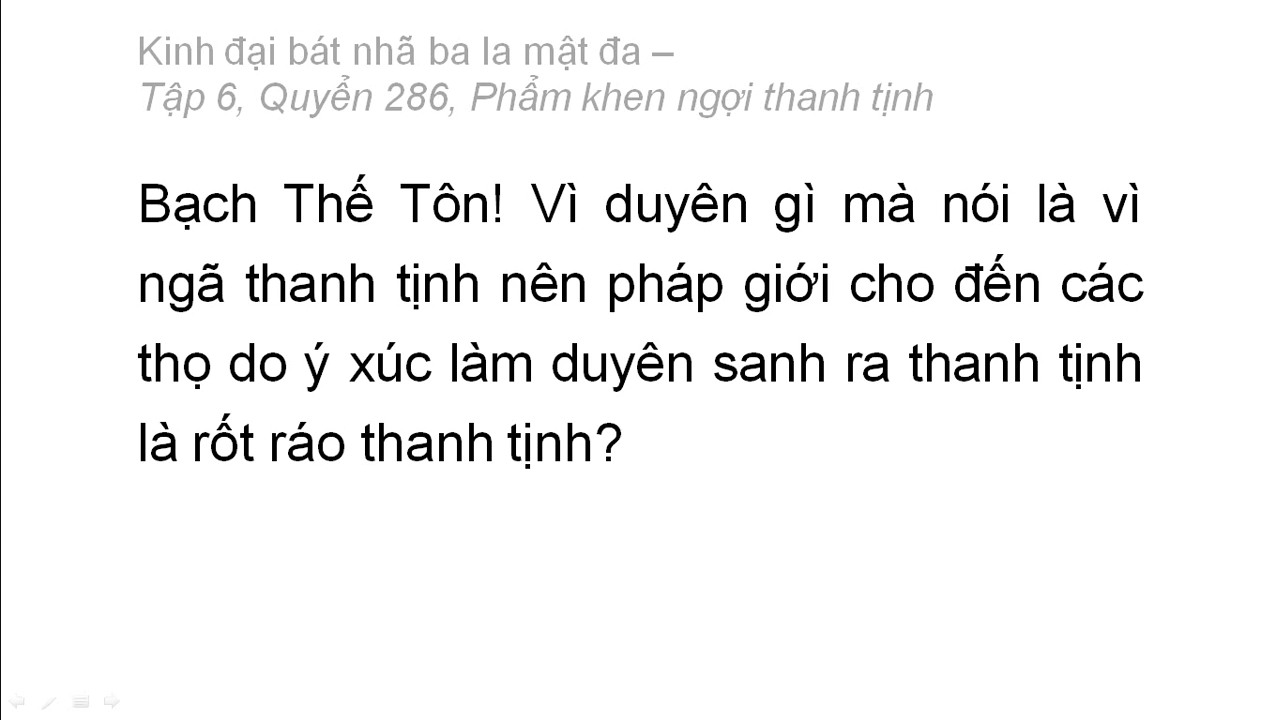 Kinh đại bát nhã ba la mật đa –
Tập 6, Quyển 286, Phẩm khen ngợi thanh tịnh
Bạch Thế Tôn! Vì duyên gì mà nói là vì
ngã thanh tịnh nên pháp giới cho đến các
thọ do ý xúc làm duyên sanh ra thanh tịnh
là rốt ráo thanh tịnh?